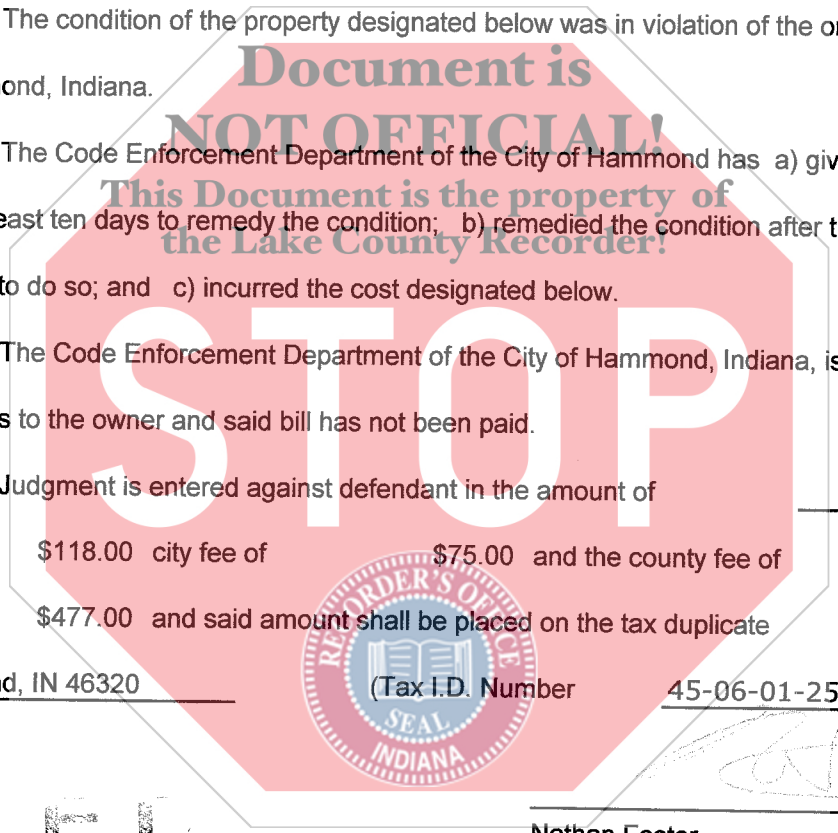 The condition of the property designated below was in violation of the
Document is
ond, Indiana.
NOT OFFICIAL!
The Code Enforcement Department of the City of Hammond has a) giv
This Document is the property of
east ten days to remedy the condition; b) remedied the condition after t
the Lake County Recorder!
to do so; and c) incurred the cost designated below.
STOP
The Code Enforcement Department of the City of Hammond, Indiana, is
s to the owner and said bill has not been paid.
Judgment is entered against defendant in the amount of
$118.00 city fee of $75.00 and the county fee of
$477.00 and said amount shall be placed on the tax duplicate
RECORDER'S OFFICE
SEAL
INDIANA
d, IN 46320 (Tax I.D. Number 45-06-01-25